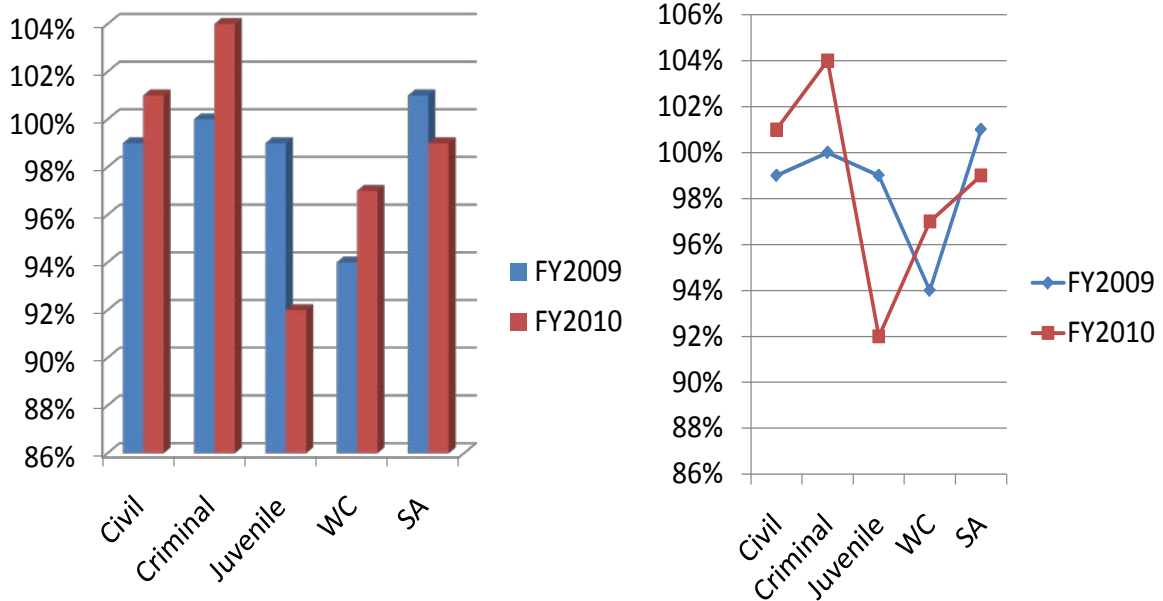 104%
102%
100%
98%
96%
94%
92%
90%
88%
86%
Civil
Criminal
Juvenile
WC
SA
FY2009
FY2010
106%
104%
102%
100%
98%
96%
94%
92%
90%
88%
86%
Civil
Criminal
Juvenile
WC
SA
FY2009
FY2010